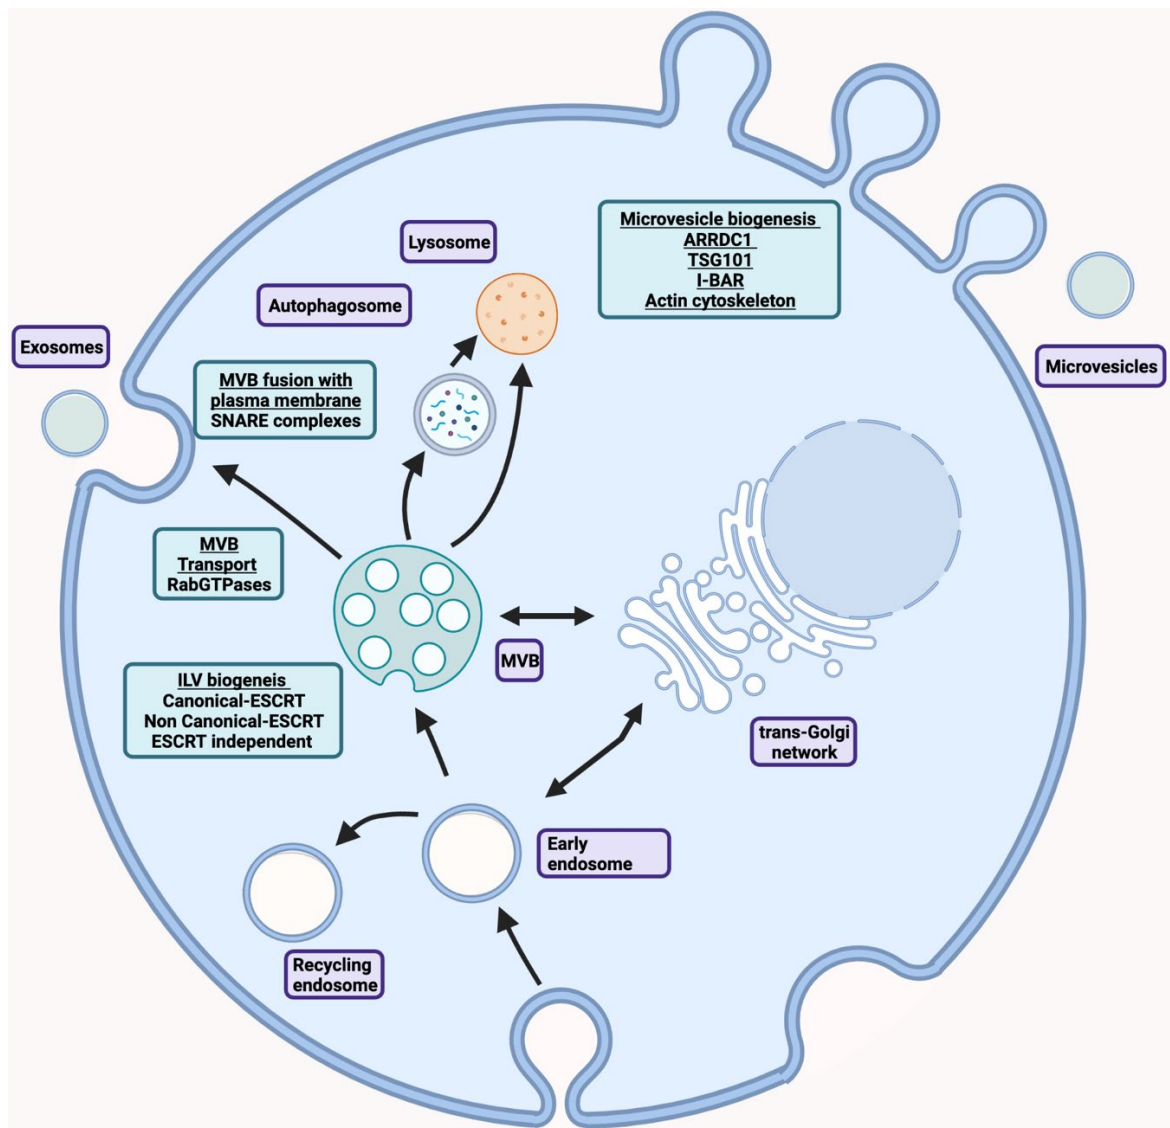 Microvesicle biogenesis
ARRDC1
TSG101
I-BAR
Actin cytoskeleton
Lysosome
Autophagosome
Exosomes
Microvesicles
MVB fusion with
plasma membrane
SNARE complexes
MVB
Transport
RabGTPases
MVB
ILV biogeneis
Canonical-ESCRT
Non Canonical-ESCRT
ESCRT independent
trans-Golgi
network
Early
endosome
Recycling
endosome